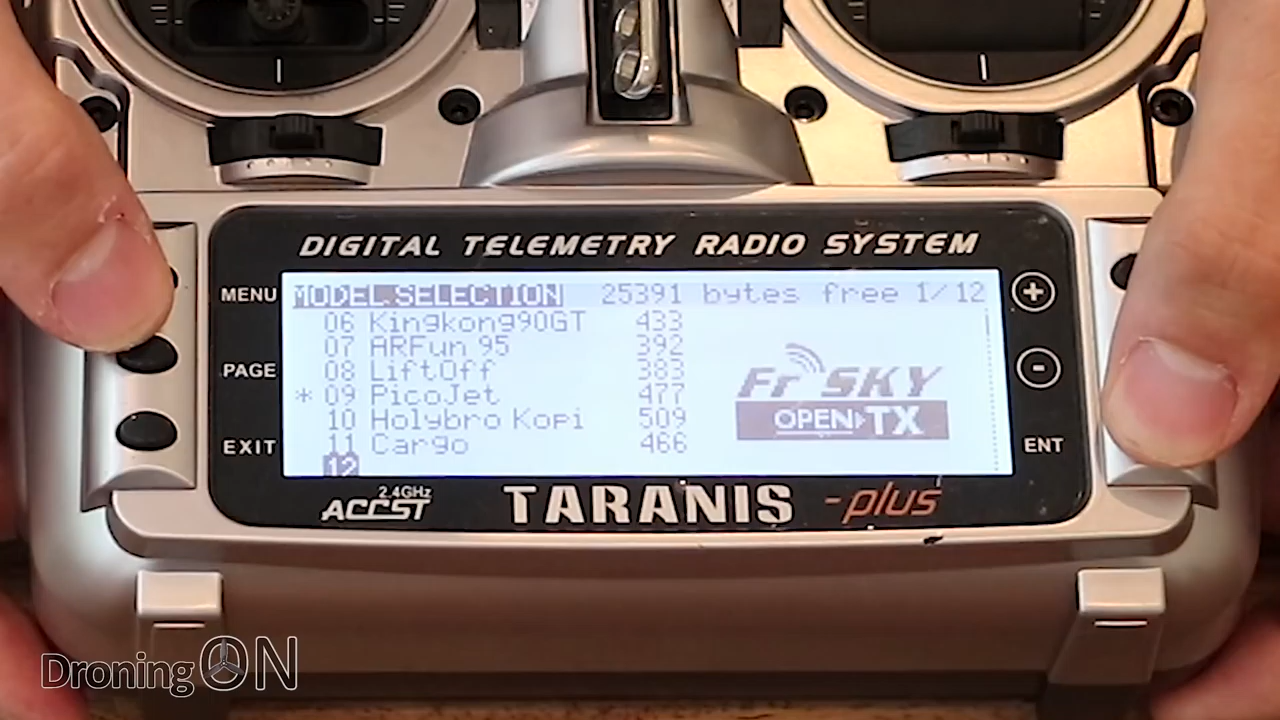 DIGITAL TELEMETRY RADIO SYSTEM
MENU
PAGE
EXIT
MODELSELECTION 25391 bytes free 1/12
06 Kingkong90GT 433
07 ARFun 95 392
08 LiftOff 383
* 09 PicoJet 477
10 Holybro Kopi 509
11 Cargo 466
12
FrSKY
OPEN TX
+
-
ENT
2.4GHz
ACCST
TARANIS -plus
DroningON